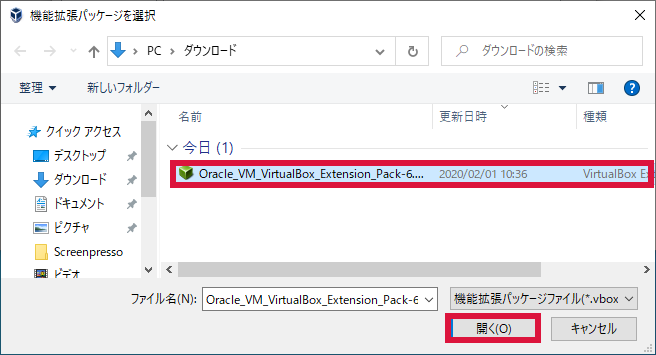 機能拡張パッケージを選択
PC > ダウンロード
ダウンロードの検索
整理 新しいフォルダー
名前 更新日時 種類
クイック アクセス
デスクトップ
ダウンロード
ドキュメント
ピクチャ
Screenpresso
ビデオ
今日 (1)
Oracle_VM_VirtualBox_Extension_Pack-6.... 2020/02/01 10:36 VirtualBox Ex
ファイル名(N): Oracle_VM_VirtualBox_Extension_Pack-6 機能拡張パッケージファイル(*.vbox
開く(O) キャンセル